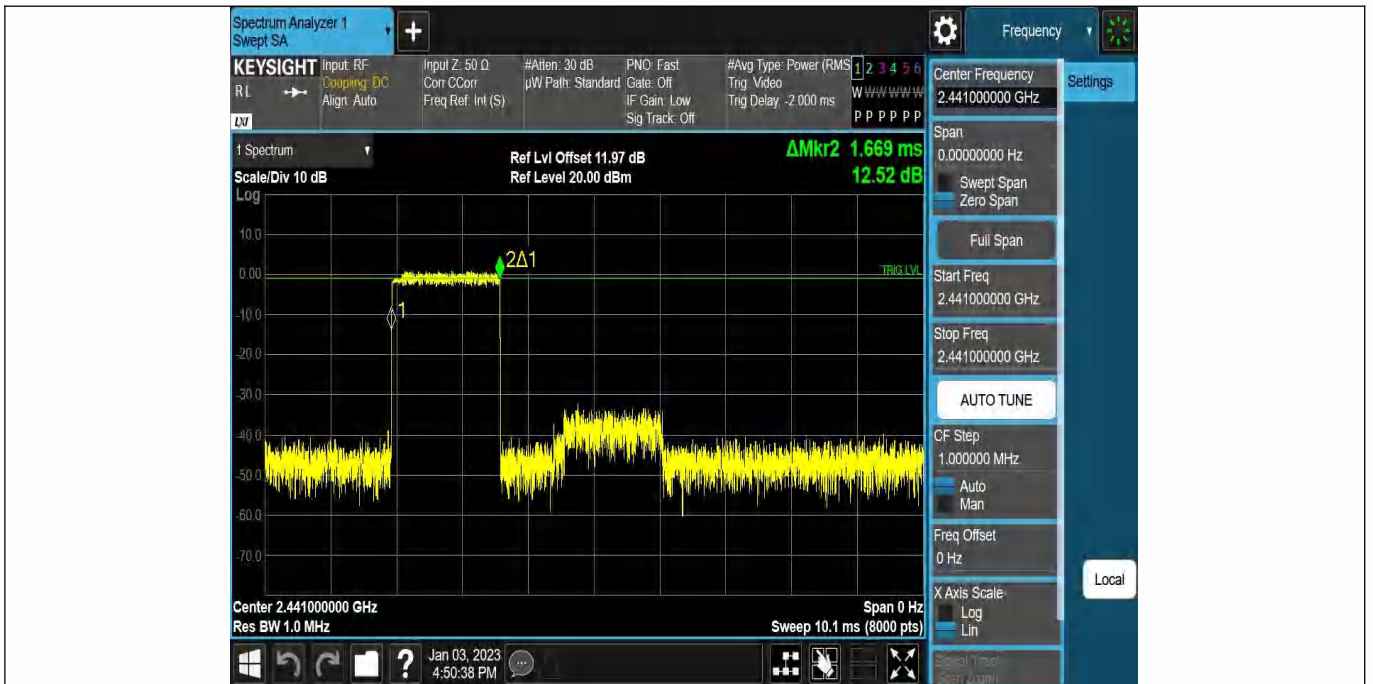 Spectrum Analyzer 1
Swept SA
+
Frequency
KEYSIGHT
RL
LXI
Input: RF
Coupling: DC
Align: Auto
Input Z: 50 Ω
Corr CCorr
Freq Ref: Int (S)
#Atten: 30 dB
µW Path: Standard
PNO: Fast
Gate: Off
IF Gain: Low
Sig Track: Off
#Avg Type: Power (RMS
Trig: Video
Trig Delay: -2.000 ms
1 2 3 4 5 6
W W W W W W
P P P P P P
1 Spectrum
Scale/Div 10 dB
Log
Ref Lvl Offset 11.97 dB
Ref Level 20.00 dBm
ΔMkr2 1.669 ms
12.52 dB
10.0
0.00
-10.0
-20.0
-30.0
-40.0
-50.0
-60.0
-70.0
2Δ1
1
TRIG LVL
Center 2.441000000 GHz
Res BW 1.0 MHz
Span 0 Hz
Sweep 10.1 ms (8000 pts)
Center Frequency
2.441000000 GHz
Settings
Span
0.00000000 Hz
Swept Span
Zero Span
Full Span
Start Freq
2.441000000 GHz
Stop Freq
2.441000000 GHz
AUTO TUNE
CF Step
1.000000 MHz
Auto
Man
Freq Offset
0 Hz
X Axis Scale
Log
Lin
Local
?
Jan 03, 2023
4:50:38 PM